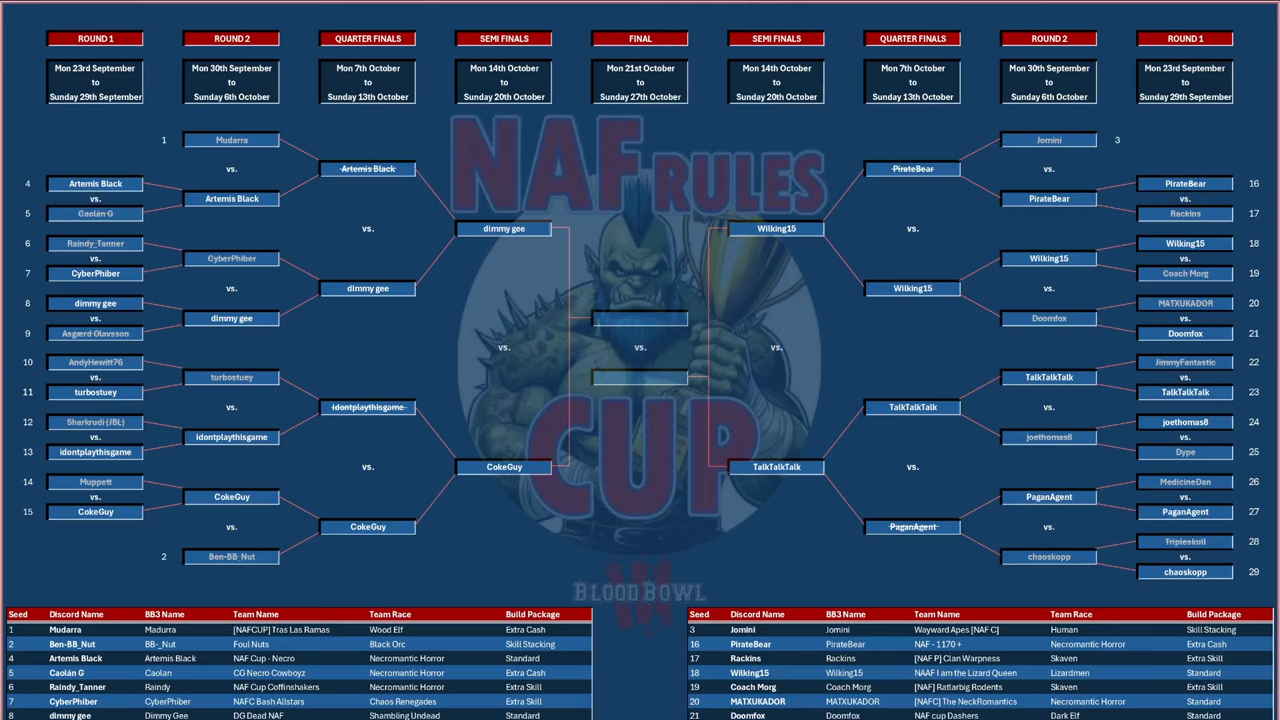 ROUND 1 ROUND 2 QUARTER FINALS SEMI FINALS FINAL SEMI FINALS QUARTER FINALS ROUND 2 ROUND 1
Mon 23rd September Mon 30th September Mon 7th October Mon 14th October Mon 21st October Mon 14th October Mon 7th October Mon 30th September Mon 23rd September
to to to to to to to to to
Sunday 29th September Sunday 6th October Sunday 13th October Sunday 20th October Sunday 27th October Sunday 20th October Sunday 13th October Sunday 6th October Sunday 29th September
NAF RULES
1 Mudarra Jomini 3
vs. Artemis Black PirateBear vs.
4 Artemis Black PirateBear 16
vs. Artemis Black PirateBear vs.
5 Caolán G Rackins 17
vs. dimmy gee Wilking15 vs.
6 Raindy_Tanner Wilking15 18
vs. CyberPhiber Wilking15 vs.
7 CyberPhiber Coach Morg 19
vs. dimmy gee Wilking15 vs.
8 dimmy gee MATXUKADOR 20
vs. dimmy gee Doomfox vs.
9 Asgærd Olavsson Doomfox 21
vs. vs. vs.
10 AndyHewitt76 JimmyFantastic 22
vs. turbostuey TalkTalkTalk vs.
11 turbostuey TalkTalkTalk 23
vs. idontplaythisgame TalkTalkTalk vs.
12 Sharkrudi (JBL) joethomas8 24
vs. idontplaythisgame joethomas8 vs.
13 idontplaythisgame Dype 25
vs. CokeGuy TalkTalkTalk vs.
CUP
14 Muppett MedicineDan 26
vs. CokeGuy PaganAgent vs.
15 CokeGuy PaganAgent 27
vs. CokeGuy PaganAgent vs.
Tripleskull 28
2 Ben-BB_Nut chaoskopp vs.
chaoskopp 29
BLOOD BOWL
Seed Discord Name BB3 Name Team Name Team Race Build Package Seed Discord Name BB3 Name Team Name Team Race Build Package
1 Mudarra Madurra [NAFCUP] Tras Las Ramas Wood Elf Extra Cash 3 Jomini Jomini Wayward Apes [NAF C] Human Skill Stacking
2 Ben-BB_Nut BB-_Nut Foul Nuts Black Orc Skill Stacking 16 PirateBear PirateBear NAF - 1170 + Necromantic Horror Extra Cash
4 Artemis Black Artemis Black NAF Cup - Necro Necromantic Horror Standard 17 Rackins Rackins [NAF P] Clan Warpness Skaven Extra Skill
5 Caolán G Caolan CG Necro Cowboyz Necromantic Horror Extra Cash 18 Wilking15 Wilking15 NAAF I am the Lizard Queen Lizardmen Standard
6 Raindy_Tanner Raindy NAF Cup Coffinshakers Necromantic Horror Extra Skill 19 Coach Morg Coach Morg [NAF] Ratlarbig Rodents Skaven Extra Skill
7 CyberPhiber CyberPhiber NAFC Bash Allstars Chaos Renegades Extra Skill 20 MATXUKADOR MATXUKADOR [NAFC] The NeckRomantics Necromantic Horror Standard
8 dimmy gee Dimmy Gee DG Dead NAF Shambling Undead Standard 21 Doomfox Doomfox NAF cup Dashers Dark Elf Standard